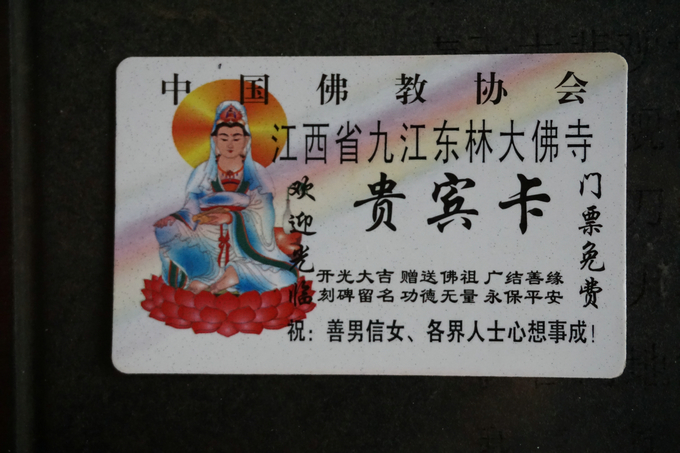 中国佛教协会
江西省九江东林大佛寺
欢迎光临
贵宾卡
门票免费
开光大吉 赠送佛祖 广结善缘
刻碑留名 功德无量 永保平安
祝：善男信女、各界人士心想事成！